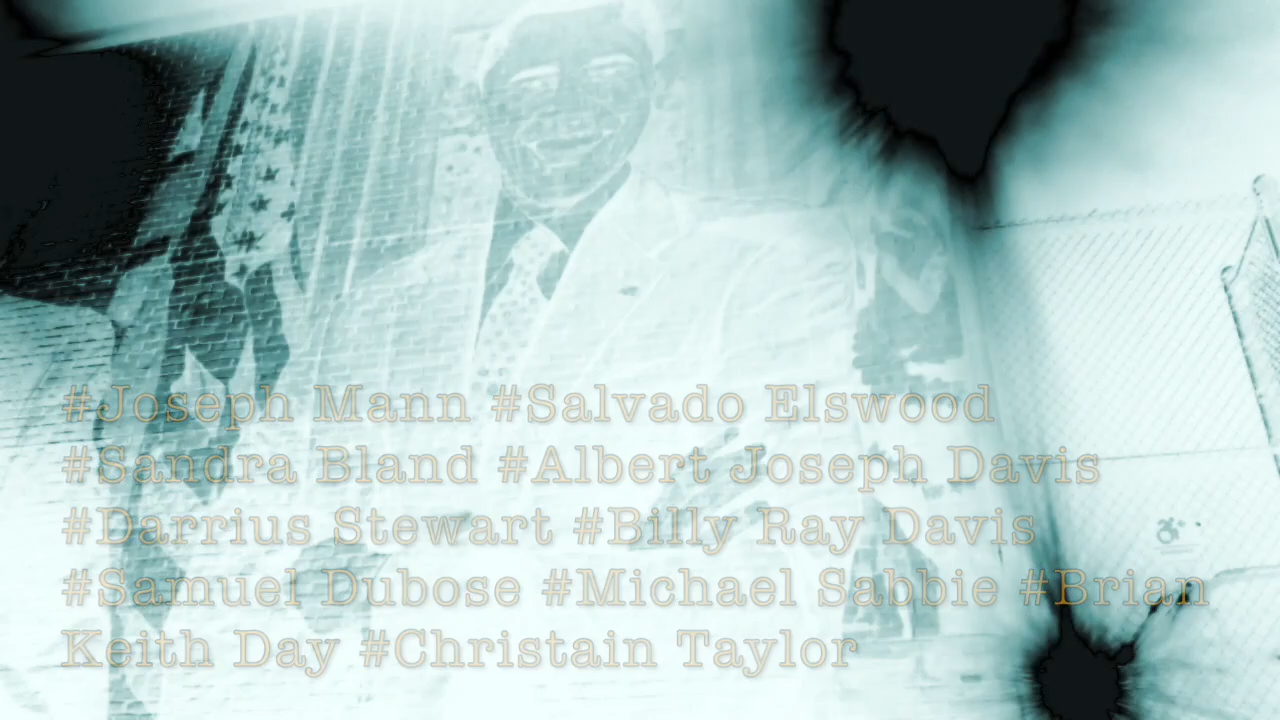 #Joseph Mann #Salvado Elswood
#Sandra Bland #Albert Joseph Davis
#Darrius Stewart #Billy Ray Davis
#Samuel Dubose #Michael Sabbie #Brian
Keith Day #Christain Taylor